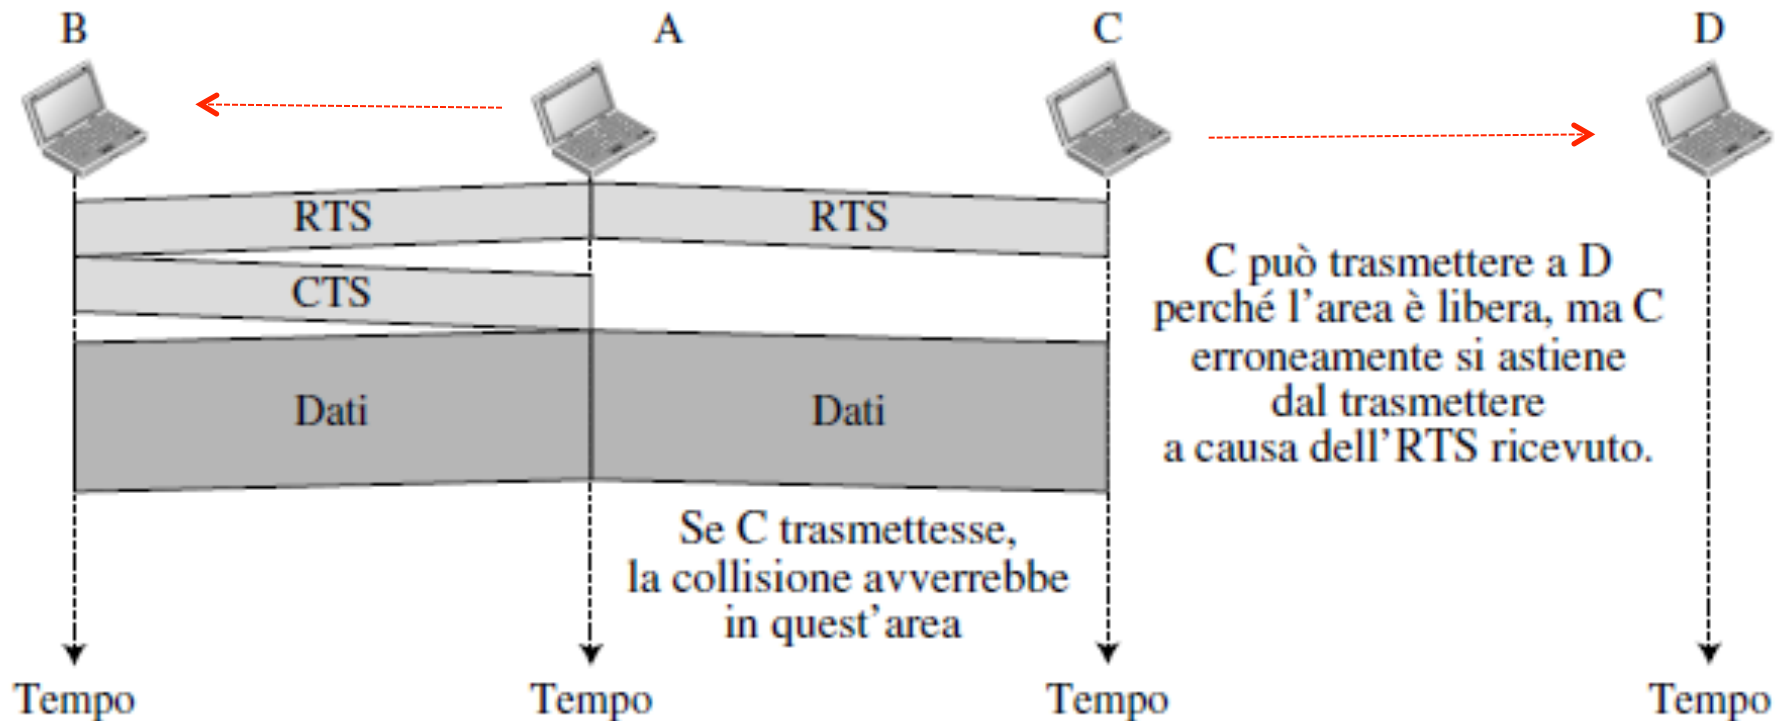 B
A
C
D
RTS
RTS
CTS
Dati
Dati
C può trasmettere a D
perché l'area è libera, ma C
erroneamente si astiene
dal trasmettere
a causa dell'RTS ricevuto.
Se C trasmettesse,
la collisione avverrebbe
in quest'area
Tempo
Tempo
Tempo
Tempo